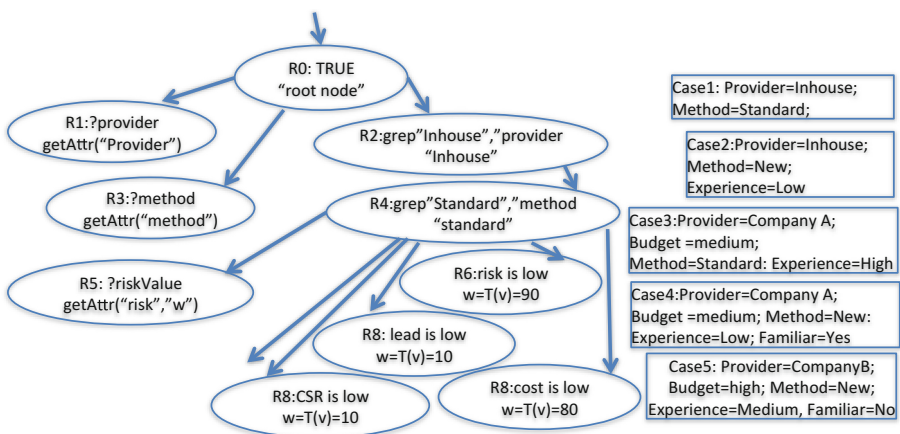 R0: TRUE
“root node”
R1:?provider
getAttr(“Provider”)
R2:grep”Inhouse”,”provider
“Inhouse”
R3:?method
getAttr(“method”)
R4:grep”Standard”,”method
“standard”
R5: ?riskValue
getAttr(“risk”,”w”)
R6:risk is low
w=T(v)=90
R8: lead is low
w=T(v)=10
R8:CSR is low
w=T(v)=10
R8:cost is low
w=T(v)=80
Case1: Provider=Inhouse;
Method=Standard;
Case2:Provider=Inhouse;
Method=New;
Experience=Low
Case3:Provider=Company A;
Budget =medium;
Method=Standard: Experience=High
Case4:Provider=Company A;
Budget =medium; Method=New:
Experience=Low; Familiar=Yes
Case5: Provider=CompanyB;
Budget=high; Method=New;
Experience=Medium, Familiar=No